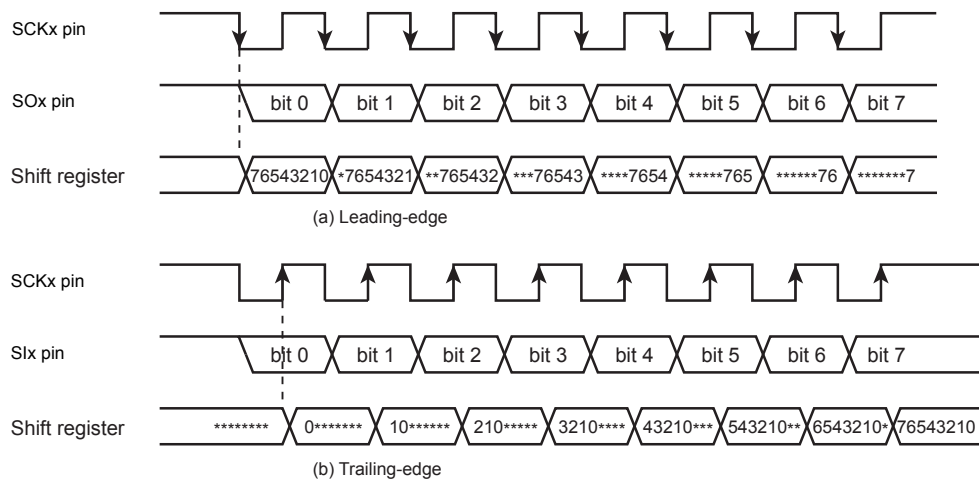 SCKx pin
SOx pin bit 0 bit 1 bit 2 bit 3 bit 4 bit 5 bit 6 bit 7
Shift register 76543210 *7654321 **765432 ***76543 ****7654 *****765 ******76 *******7
(a) Leading-edge
SCKx pin
SIx pin bit 0 bit 1 bit 2 bit 3 bit 4 bit 5 bit 6 bit 7
Shift register ******** 0******* 10****** 210***** 3210**** 43210*** 543210** 6543210* 76543210
(b) Trailing-edge